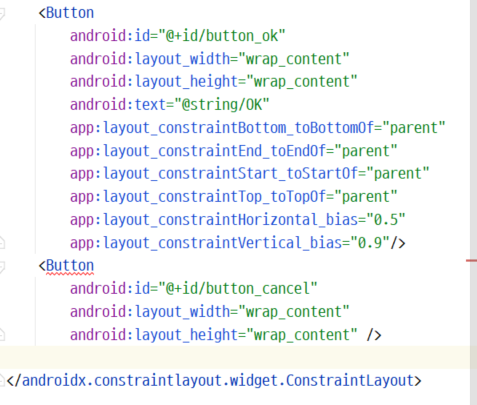 <Button
android:id="@+id/button_ok"
android:layout_width="wrap_content"
android:layout_height="wrap_content"
android:text="@string/OK"
app:layout_constraintBottom_toBottomOf="parent"
app:layout_constraintEnd_toEndOf="parent"
app:layout_constraintStart_toStartOf="parent"
app:layout_constraintTop_toTopOf="parent"
app:layout_constraintHorizontal_bias="0.5"
app:layout_constraintVertical_bias="0.9"/>
<Button
android:id="@+id/button_cancel"
android:layout_width="wrap_content"
android:layout_height="wrap_content" />
</androidx.constraintlayout.widget.ConstraintLayout>